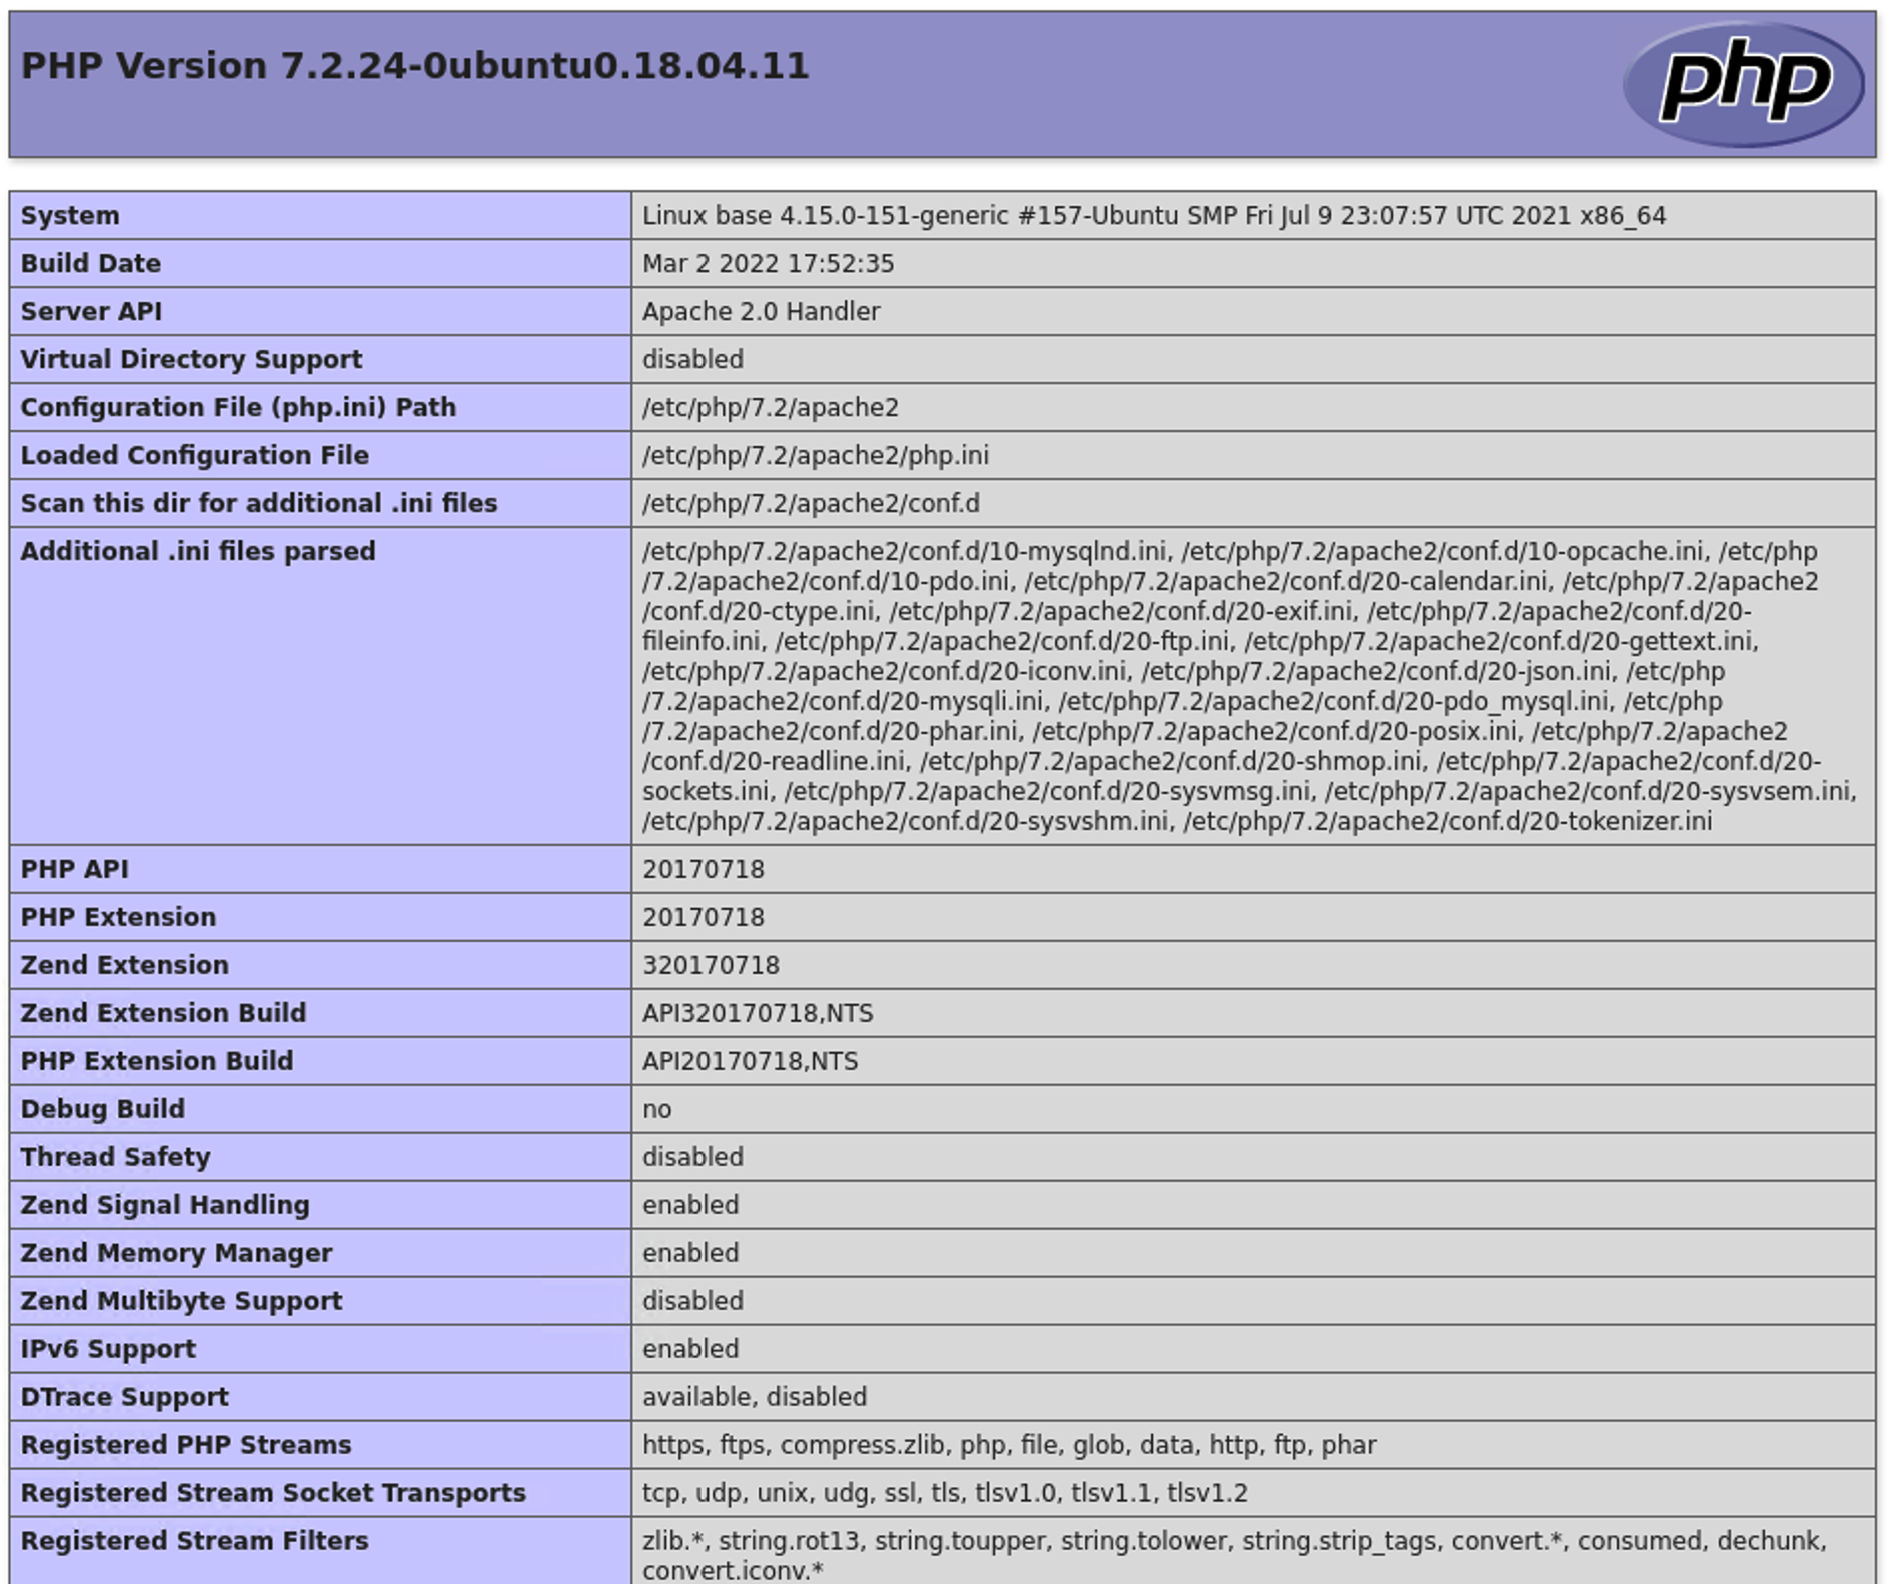 PHP Version 7.2.24-0ubuntu0.18.04.11
php
System
Linux base 4.15.0-151-generic #157-Ubuntu SMP Fri Jul 9 23:07:57 UTC 2021 x86_64
Build Date
Mar 2 2022 17:52:35
Server API
Apache 2.0 Handler
Virtual Directory Support
disabled
Configuration File (php.ini) Path
/etc/php/7.2/apache2
Loaded Configuration File
/etc/php/7.2/apache2/php.ini
Scan this dir for additional .ini files
/etc/php/7.2/apache2/conf.d
Additional .ini files parsed
/etc/php/7.2/apache2/conf.d/10-mysqlnd.ini, /etc/php/7.2/apache2/conf.d/10-opcache.ini, /etc/php
/7.2/apache2/conf.d/10-pdo.ini, /etc/php/7.2/apache2/conf.d/20-calendar.ini, /etc/php/7.2/apache2
/conf.d/20-ctype.ini, /etc/php/7.2/apache2/conf.d/20-exif.ini, /etc/php/7.2/apache2/conf.d/20-
fileinfo.ini, /etc/php/7.2/apache2/conf.d/20-ftp.ini, /etc/php/7.2/apache2/conf.d/20-gettext.ini,
/etc/php/7.2/apache2/conf.d/20-iconv.ini, /etc/php/7.2/apache2/conf.d/20-json.ini, /etc/php
/7.2/apache2/conf.d/20-mysqli.ini, /etc/php/7.2/apache2/conf.d/20-pdo_mysql.ini, /etc/php
/7.2/apache2/conf.d/20-phar.ini, /etc/php/7.2/apache2/conf.d/20-posix.ini, /etc/php/7.2/apache2
/conf.d/20-readline.ini, /etc/php/7.2/apache2/conf.d/20-shmop.ini, /etc/php/7.2/apache2/conf.d/20-
sockets.ini, /etc/php/7.2/apache2/conf.d/20-sysvmsg.ini, /etc/php/7.2/apache2/conf.d/20-sysvsem.ini,
/etc/php/7.2/apache2/conf.d/20-sysvshm.ini, /etc/php/7.2/apache2/conf.d/20-tokenizer.ini
PHP API
20170718
PHP Extension
20170718
Zend Extension
320170718
Zend Extension Build
API320170718,NTS
PHP Extension Build
API20170718,NTS
Debug Build
no
Thread Safety
disabled
Zend Signal Handling
enabled
Zend Memory Manager
enabled
Zend Multibyte Support
disabled
IPv6 Support
enabled
DTrace Support
available, disabled
Registered PHP Streams
https, ftps, compress.zlib, php, file, glob, data, http, ftp, phar
Registered Stream Socket Transports
tcp, udp, unix, udg, ssl, tls, tlsv1.0, tlsv1.1, tlsv1.2
Registered Stream Filters
zlib.*, string.rot13, string.toupper, string.tolower, string.strip_tags, convert.*, consumed, dechunk,
convert.iconv.*